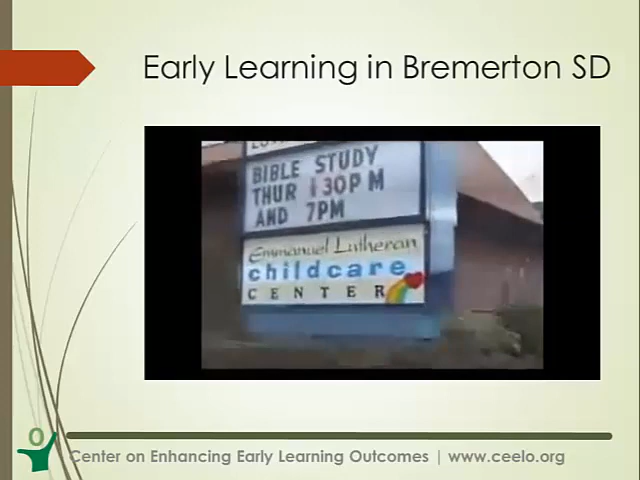 Early Learning in Bremerton SD
BIBLE STUDY
THUR 1 30P M
AND 7PM
Emmanuel Lutheran
childcare
CENTER
Center on Enhancing Early Learning Outcomes | www.ceelo.org